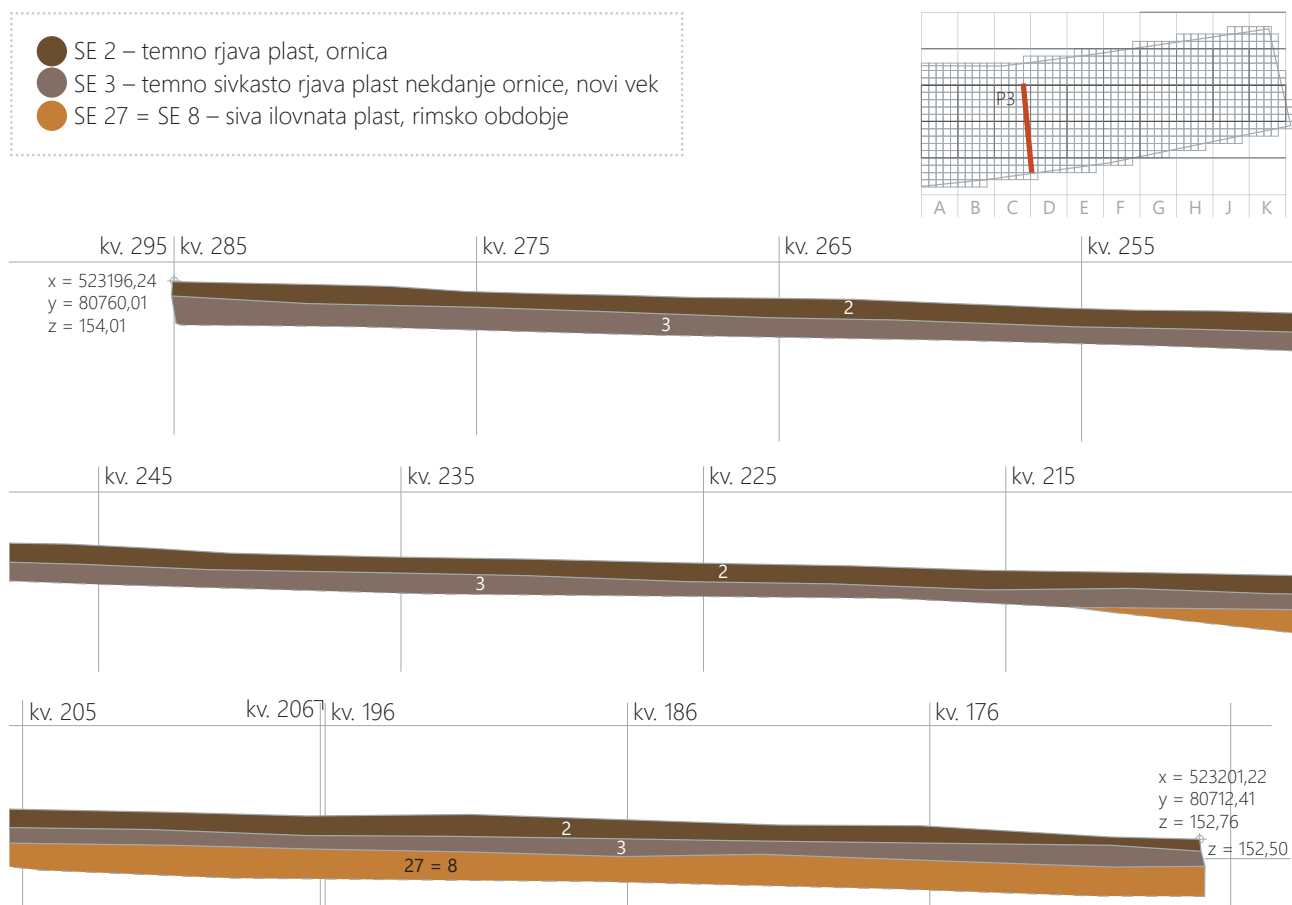 SE 2 – temno rjava plast, ornica
SE 3 – temno sivkasto rjava plast nekdanje ornice, novi vek
SE 27 = SE 8 – siva ilovnata plast, rimsko obdobje
P3
A B C D E F G H J K
kv. 295 kv. 285 kv. 275 kv. 265 kv. 255
x = 523196,24
y = 80760,01
z = 154,01
2
3
kv. 245 kv. 235 kv. 225 kv. 215
2
3
kv. 205 kv. 206 kv. 196 kv. 186 kv. 176
x = 523201,22
y = 80712,41
z = 152,76
z = 152,50
2
3
27 = 8